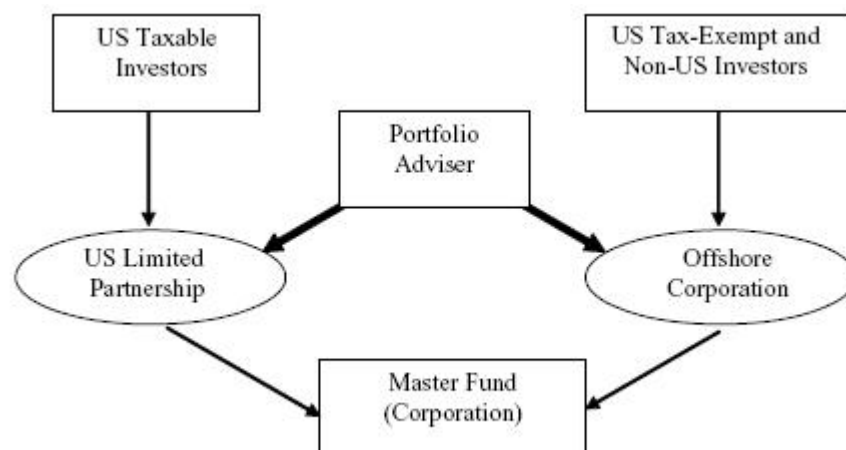 US Taxable
Investors
US Tax-Exempt and
Non-US Investors
Portfolio
Adviser
US Limited
Partnership
Offshore
Corporation
Master Fund
(Corporation)